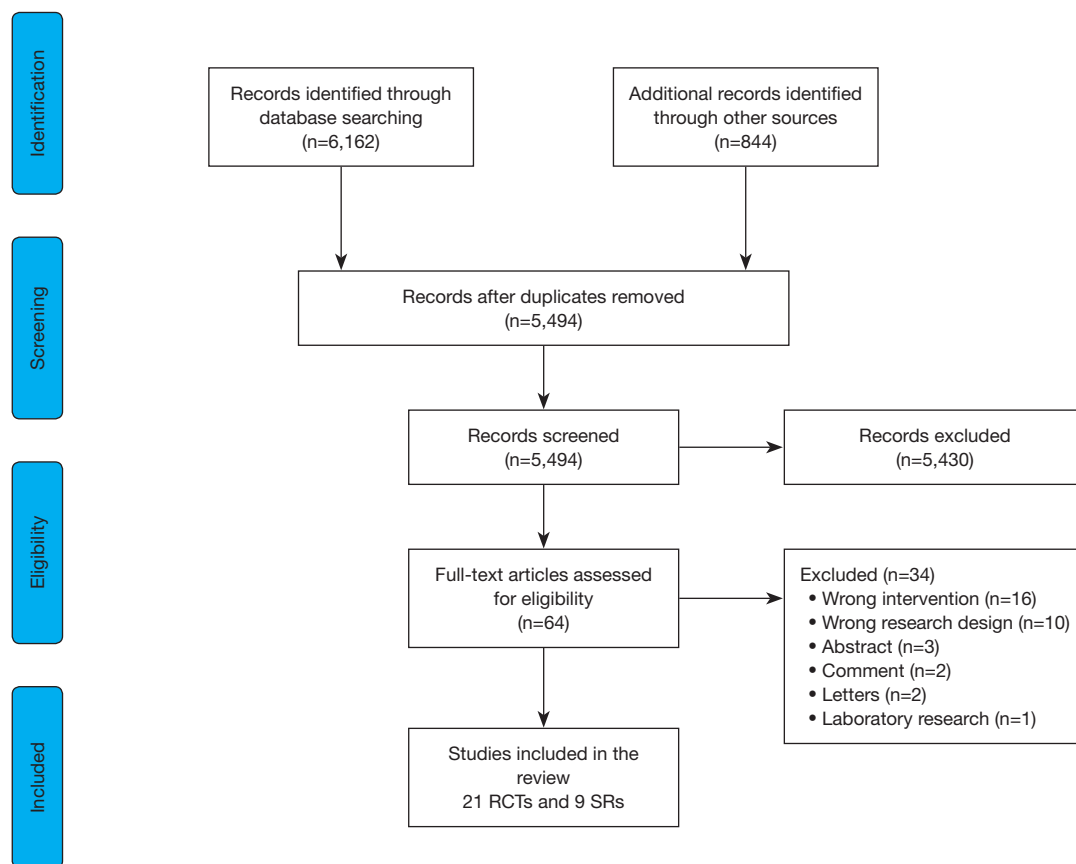 Identification
Records identified through
database searching
(n=6,162)
Additional records identified
through other sources
(n=844)
Screening
Records after duplicates removed
(n=5,494)
Records screened
(n=5,494)
Records excluded
(n=5,430)
Eligibility
Full-text articles assessed
for eligibility
(n=64)
Excluded (n=34)
• Wrong intervention (n=16)
• Wrong research design (n=10)
• Abstract (n=3)
• Comment (n=2)
• Letters (n=2)
• Laboratory research (n=1)
Included
Studies included in the
review
21 RCTs and 9 SRs